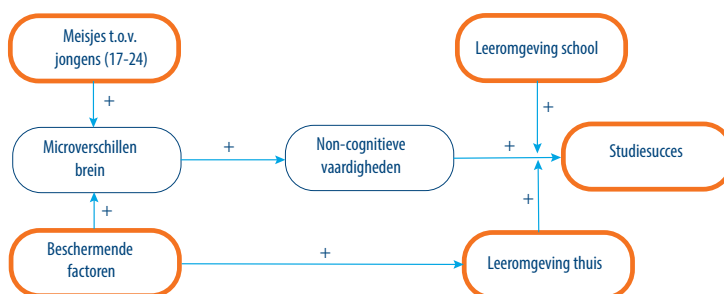 Meisjes t.o.v.
jongens (17-24)
Leeromgeving school
+
+
Microverschillen
brein
+
Non-cognitieve
vaardigheden
+
Studiesucces
+
+
Beschermende
factoren
+
Leeromgeving thuis